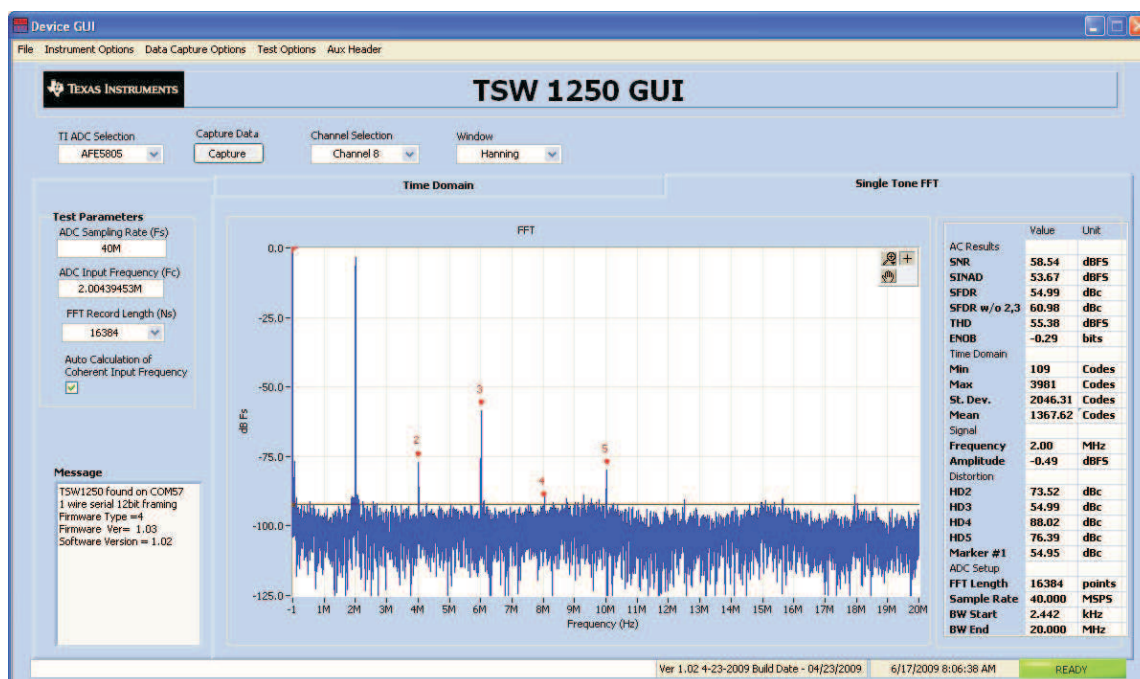 Device GUI
File Instrument Options Data Capture Options Test Options Aux Header
TEXAS INSTRUMENTS
TSW 1250 GUI
TI ADC Selection Capture Data Channel Selection Window
AFE5805 Capture Channel 8 Hanning
Time Domain Single Tone FFT
Test Parameters
ADC Sampling Rate (Fs)
40M
ADC Input Frequency (Fc)
2.00439453M
FFT Record Length (Ns)
16384
Auto Calculation of
Coherent Input Frequency
Message
TSW1250 found on COM57
1 wire serial 12bit framing
Firmware Type =4
Firmware Ver= 1.03
Software Version = 1.02
FFT
0.0
-25.0
-50.0
-75.0
-100.0
-125.0
dB Fs
2
3
4
5
-1 1M 2M 3M 4M 5M 6M 7M 8M 9M 10M 11M 12M 13M 14M 15M 16M 17M 18M 19M 20M
Frequency (Hz)
Value Unit
AC Results
SNR 58.54 dBFS
SINAD 53.67 dBFS
SFDR 54.99 dBc
SFDR w/o 2,3 60.98 dBc
THD 55.38 dBFS
ENOB -0.29 bits
Time Domain
Min 109 Codes
Max 3981 Codes
St. Dev. 2046.31 Codes
Mean 1367.62 Codes
Signal
Frequency 2.00 MHz
Amplitude -0.49 dBFS
Distortion
HD2 73.52 dBc
HD3 54.99 dBc
HD4 88.02 dBc
HD5 76.39 dBc
Marker #1 54.95 dBc
ADC Setup
FFT Length 16384 points
Sample Rate 40.000 MSPS
BW Start 2.442 kHz
BW End 20.000 MHz
Ver 1.02 4-23-2009 Build Date - 04/23/2009 6/17/2009 8:06:38 AM READY